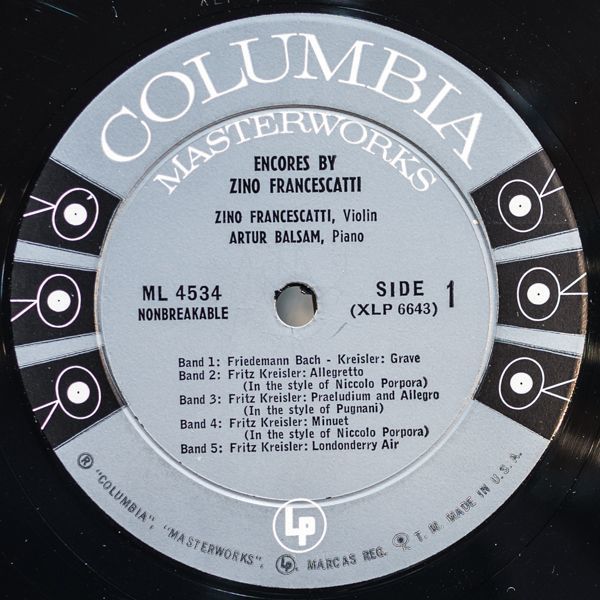 COLUMBIA
MASTERWORKS
ENCORES BY
ZINO FRANCESCATTI
ZINO FRANCESCATTI, Violin
ARTUR BALSAM, Piano
ML 4534
NONBREAKABLE
SIDE 1
(XLP 6643)
Band 1: Friedemann Bach - Kreisler: Grave
Band 2: Fritz Kreisler: Allegretto
(In the style of Niccolo Porpora)
Band 3: Fritz Kreisler: Praeludium and Allegro
(In the style of Pugnani)
Band 4: Fritz Kreisler: Minuet
(In the style of Niccolo Porpora)
Band 5: Fritz Kreisler: Londonderry Air
Lp
® "COLUMBIA", "MASTERWORKS", Lp, MARCAS REG. T. M. MADE IN U. S. A.